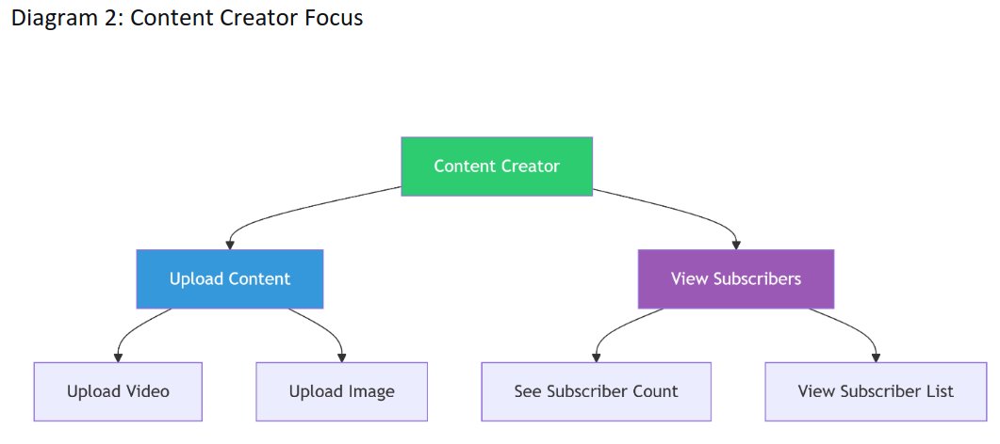 Diagram 2: Content Creator Focus
Content Creator
Upload Content
View Subscribers
Upload Video
Upload Image
See Subscriber Count
View Subscriber List